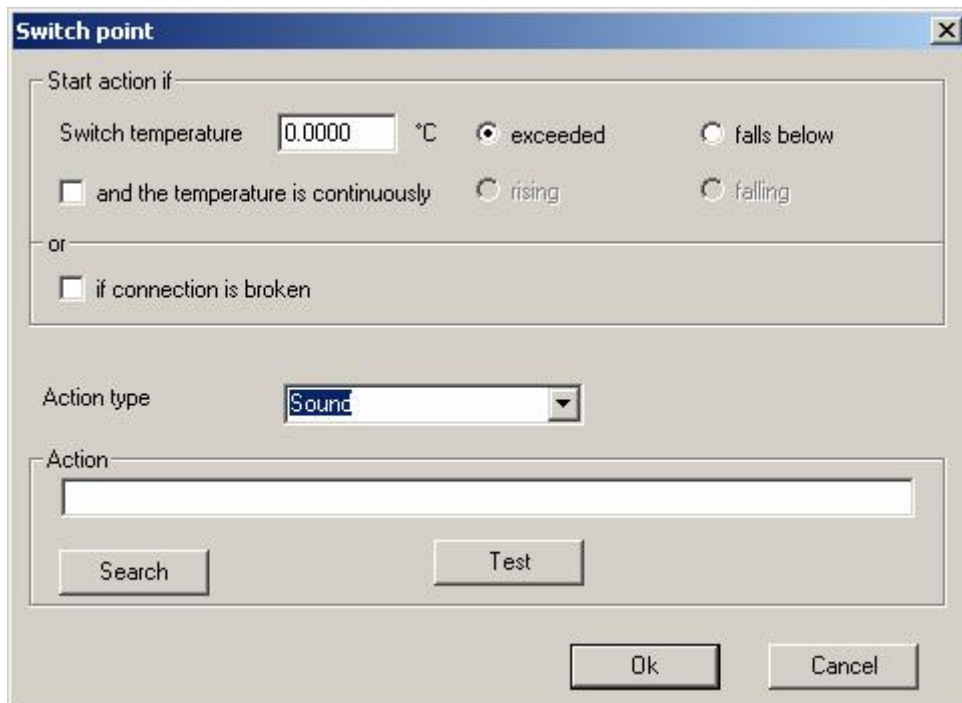 Switch point
Start action if
Switch temperature 0.0000 °C exceeded falls below
and the temperature is continuously rising falling
or
if connection is broken
Action type Sound
Action
Search Test
Ok Cancel